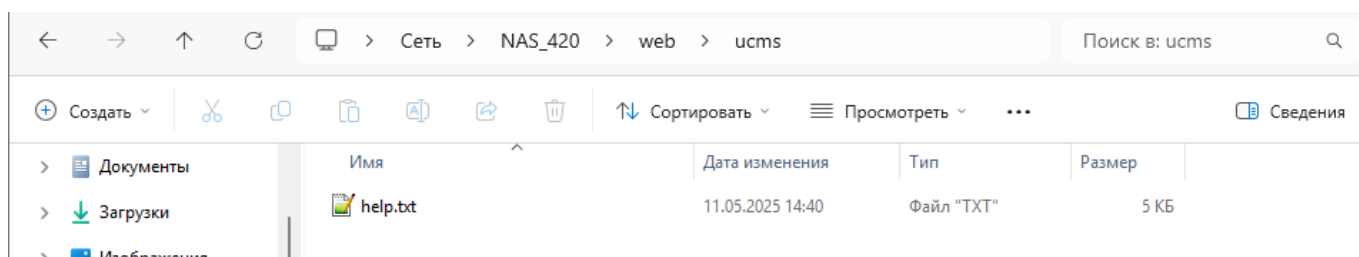 Сеть > NAS_420 > web > ucms Поиск в: ucms
Создать Сортировать Просмотреть ••• Сведения
Документы Имя Дата изменения Тип Размер
Загрузки help.txt 11.05.2025 14:40 Файл "TXT" 5 КБ
Изображения